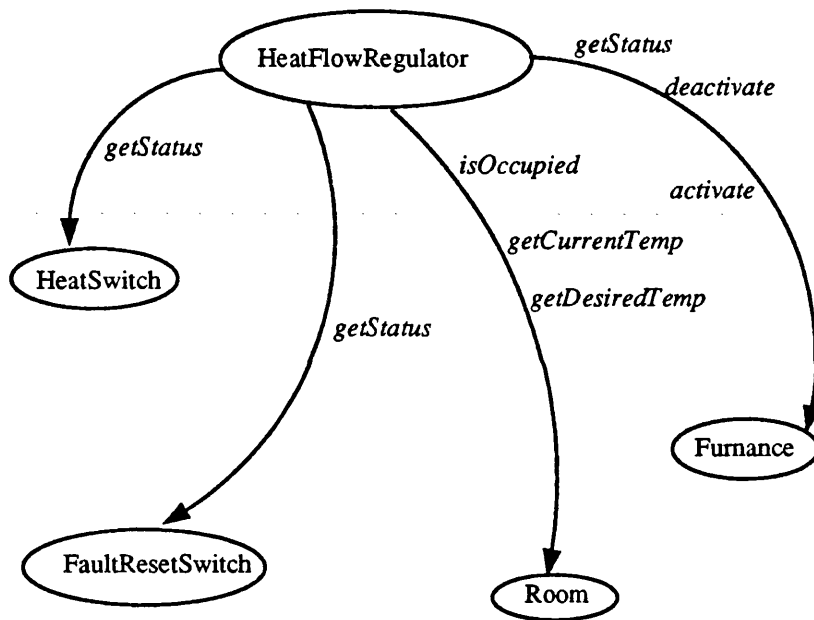 HeatFlowRegulator
getStatus
deactivate
getStatus
isOccupied
activate
getCurrentTemp
HeatSwitch
getDesiredTemp
getStatus
Furnance
FaultResetSwitch
Room